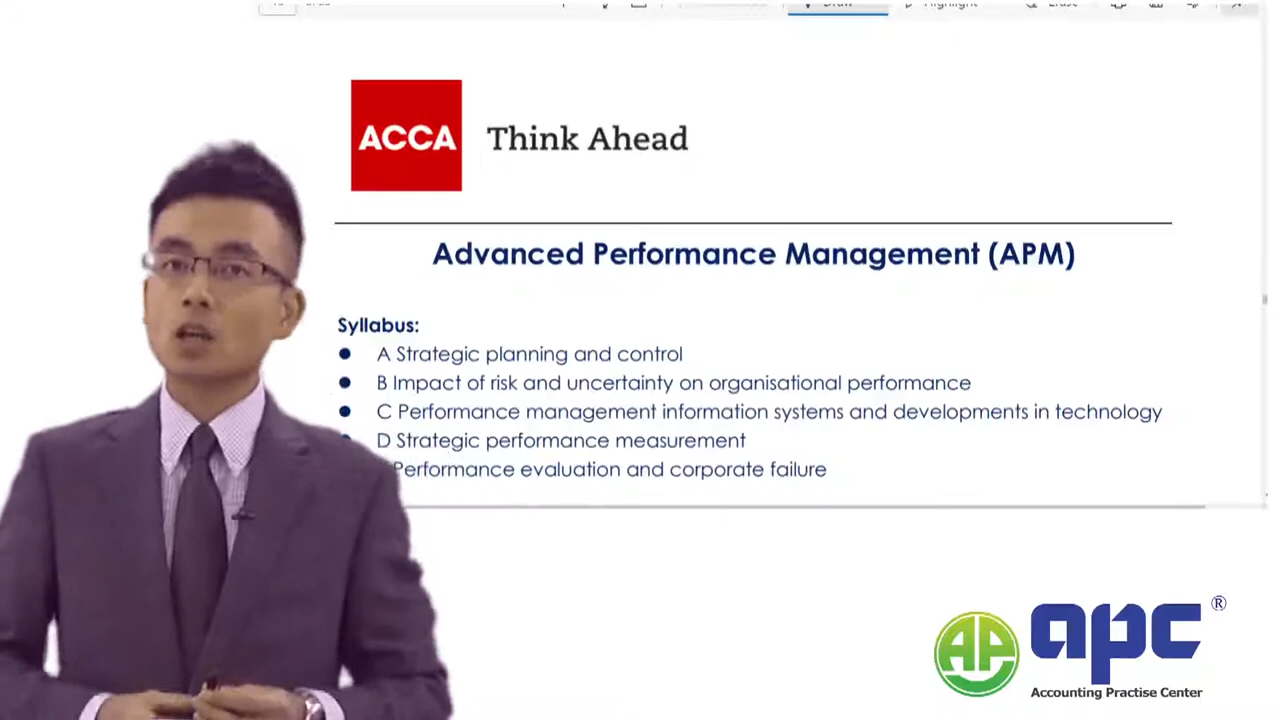 ACCA Think Ahead
Advanced Performance Management (APM)
Syllabus:
A Strategic planning and control
B Impact of risk and uncertainty on organisational performance
C Performance management information systems and developments in technology
D Strategic performance measurement
Performance evaluation and corporate failure
AP
apc ®
Accounting Practise Center